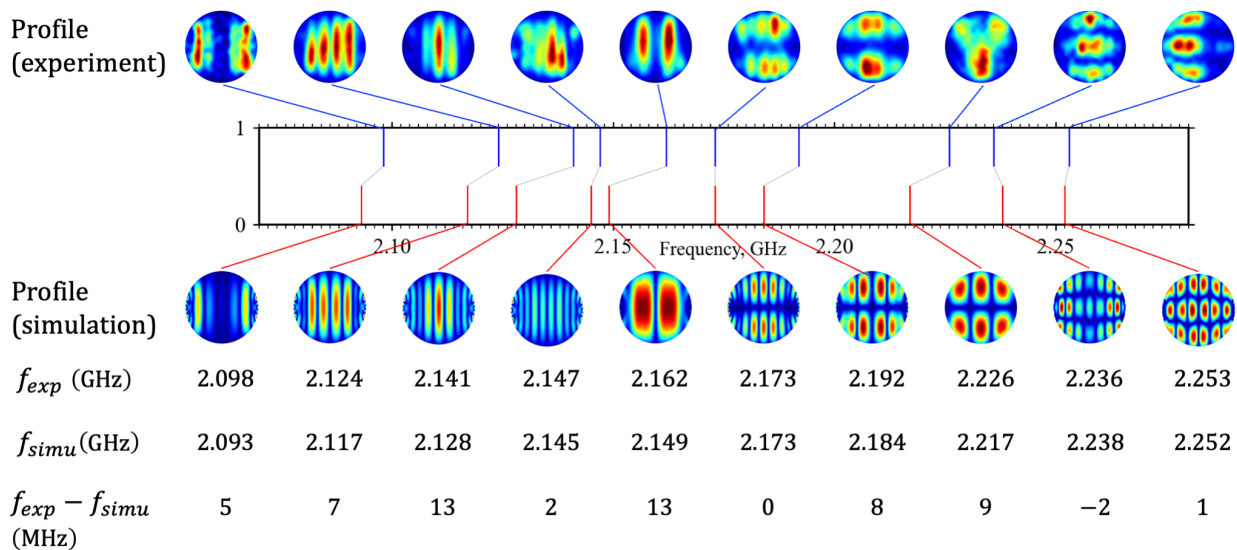 Profile
(experiment)
1
0
2.10 2.15 2.20 2.25
Frequency, GHz
Profile
(simulation)
f_exp (GHz) 2.098 2.124 2.141 2.147 2.162 2.173 2.192 2.226 2.236 2.253
f_simu(GHz) 2.093 2.117 2.128 2.145 2.149 2.173 2.184 2.217 2.238 2.252
f_exp − f_simu 5 7 13 2 13 0 8 9 −2 1
(MHz)